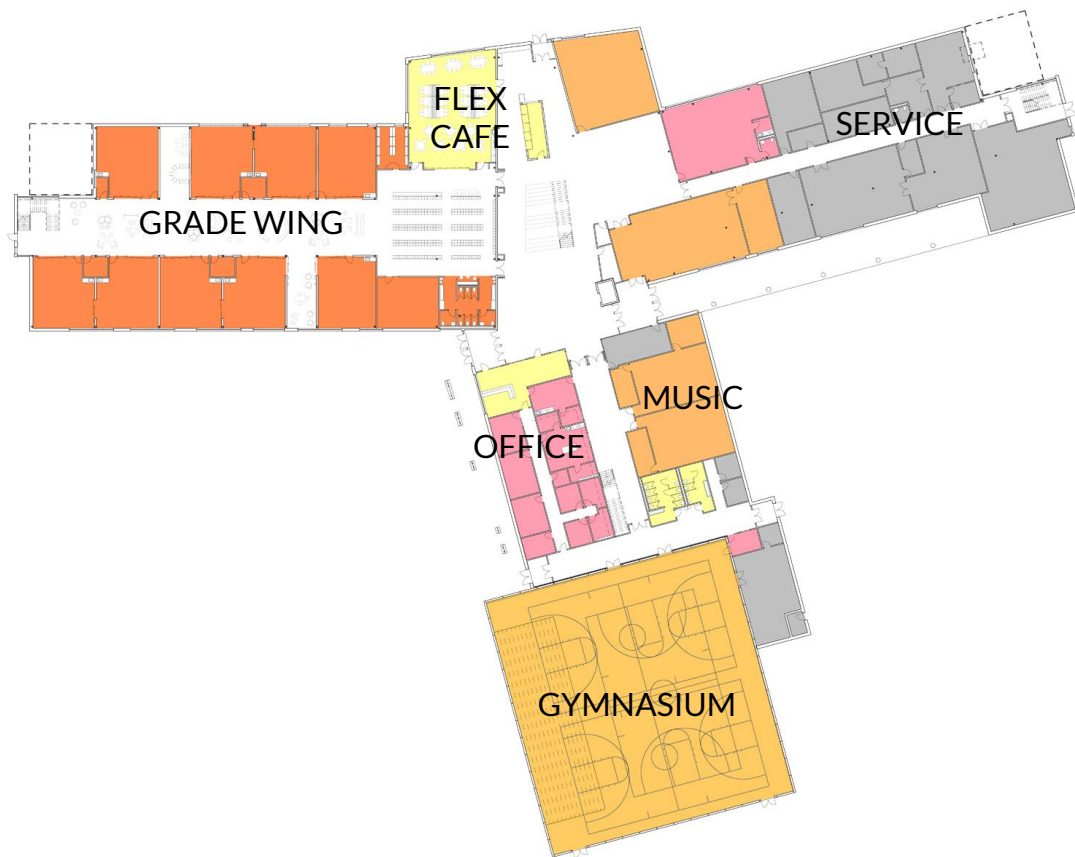 FLEX
CAFE
SERVICE
GRADE WING
MUSIC
OFFICE
GYMNASIUM